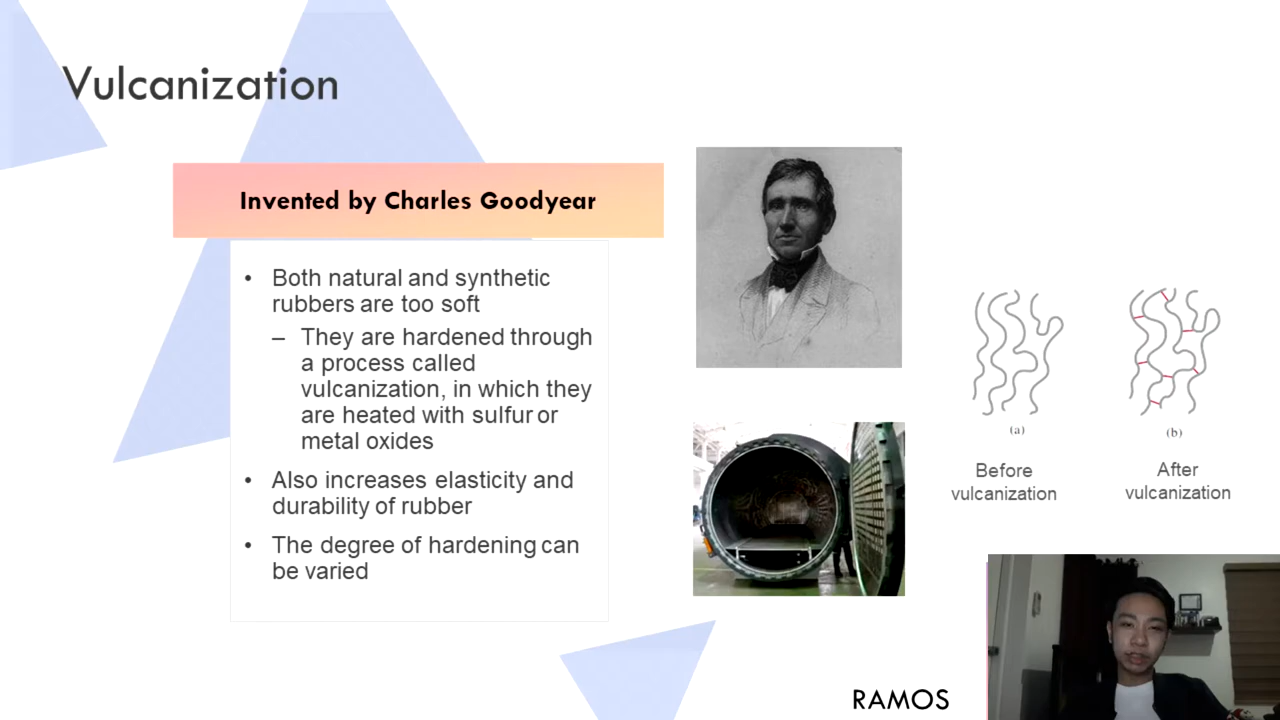 Vulcanization
Invented by Charles Goodyear
• Both natural and synthetic
rubbers are too soft
– They are hardened through
a process called
vulcanization, in which they
are heated with sulfur or
metal oxides
• Also increases elasticity and
durability of rubber
• The degree of hardening can
be varied
(a)
(b)
Before
vulcanization
After
vulcanization
RAMOS